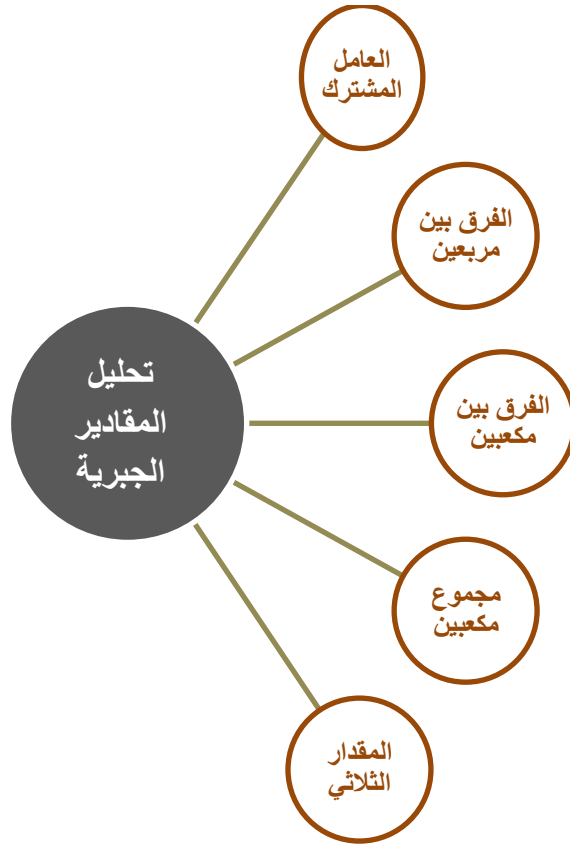 العامل
المشترك
الفرق بين
مربعين
الفرق بين
مكعبين
مجموع
مكعبين
المقدار
الثلاثي
تحليل
المقادير
الجبرية